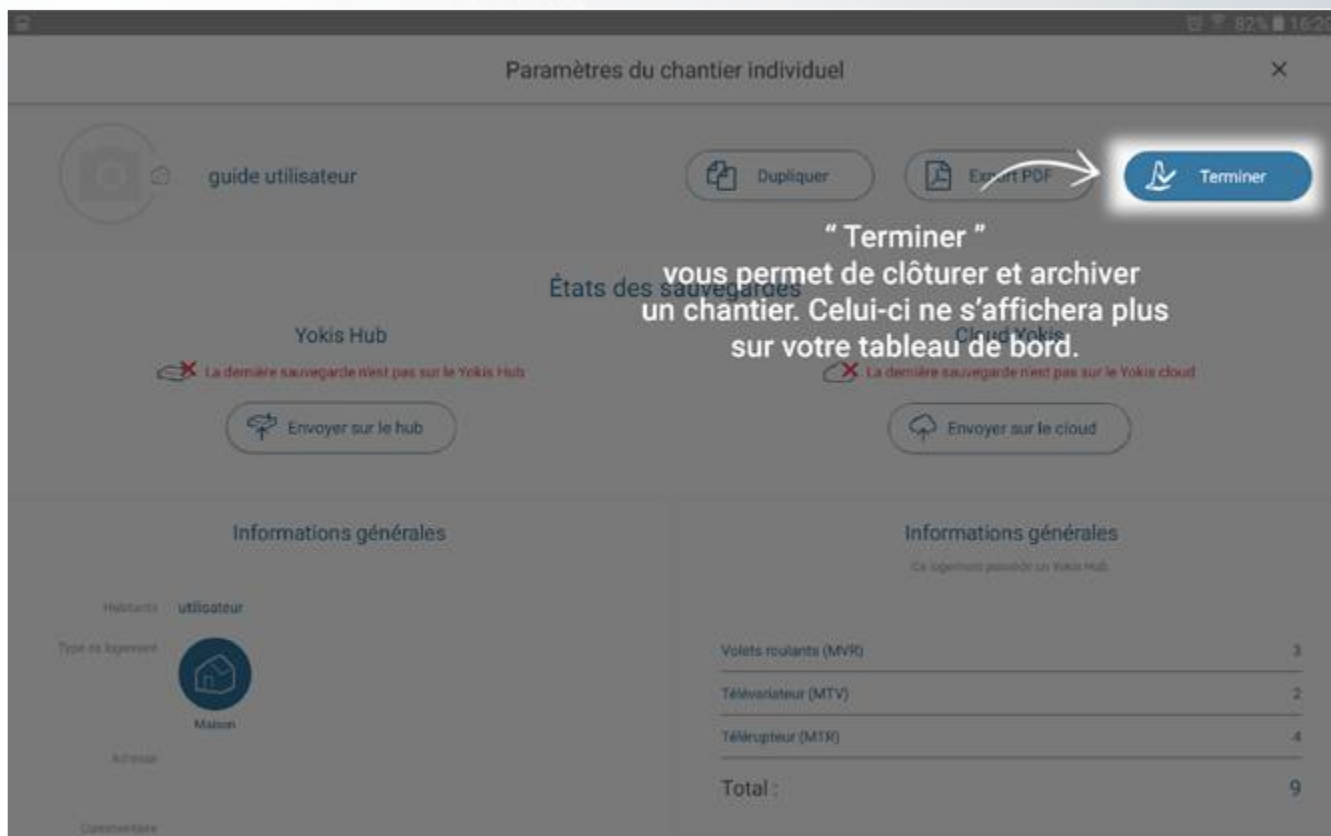 82% 16:20
Paramètres du chantier individuel
guide utilisateur
Dupliquer
Export PDF
Terminer
“ Terminer ”
vous permet de clôturer et archiver
un chantier. Celui-ci ne s’affichera plus
sur votre tableau de bord.
États des sauvegardes
Yokis Hub
La dernière sauvegarde n'est pas sur le Yokis Hub
Envoyer sur le hub
Cloud Yokis
La dernière sauvegarde n'est pas sur le Yokis cloud
Envoyer sur le cloud
Informations générales
Habitants utilisateur
Type de logement
Maison
Adresse
Commentaire
Informations générales
Ce logement possède un Yokis Hub
Volets roulants (MVR) 3
Télévariateur (MTV) 2
Télérupteur (MTR) 4
Total : 9